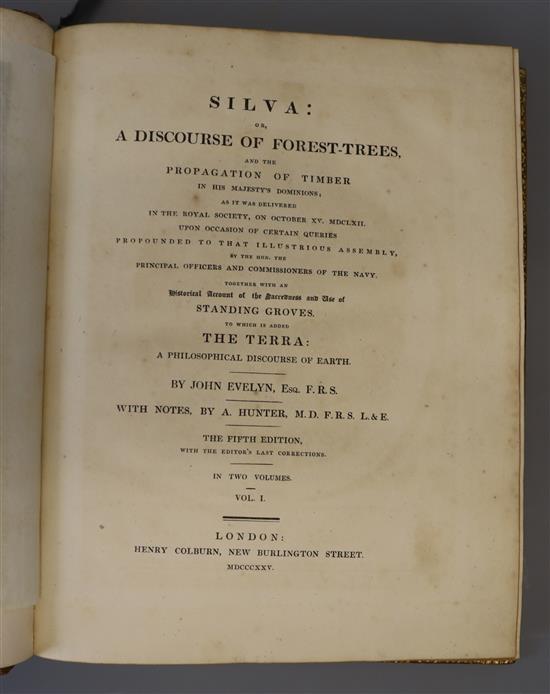 SILVA:
OR,
A DISCOURSE OF FOREST-TREES,
AND THE
PROPAGATION OF TIMBER
IN HIS MAJESTY'S DOMINIONS;
AS IT WAS DELIVERED
IN THE ROYAL SOCIETY, ON OCTOBER XV. MDCLXII.
UPON OCCASION OF CERTAIN QUERIES
PROPOUNDED TO THAT ILLUSTRIOUS ASSEMBLY,
BY THE HON. THE
PRINCIPAL OFFICERS AND COMMISSIONERS OF THE NAVY.
TOGETHER WITH AN
Historical Account of the Sacredness and Use of
STANDING GROVES.
TO WHICH IS ADDED
THE TERRA:
A PHILOSOPHICAL DISCOURSE OF EARTH.
BY JOHN EVELYN, ESQ. F.R.S.
WITH NOTES, BY A. HUNTER, M.D. F.R.S. L. & E.
THE FIFTH EDITION,
WITH THE EDITOR'S LAST CORRECTIONS.
IN TWO VOLUMES.
VOL. I.
LONDON:
HENRY COLBURN, NEW BURLINGTON STREET.
MDCCCXXV.